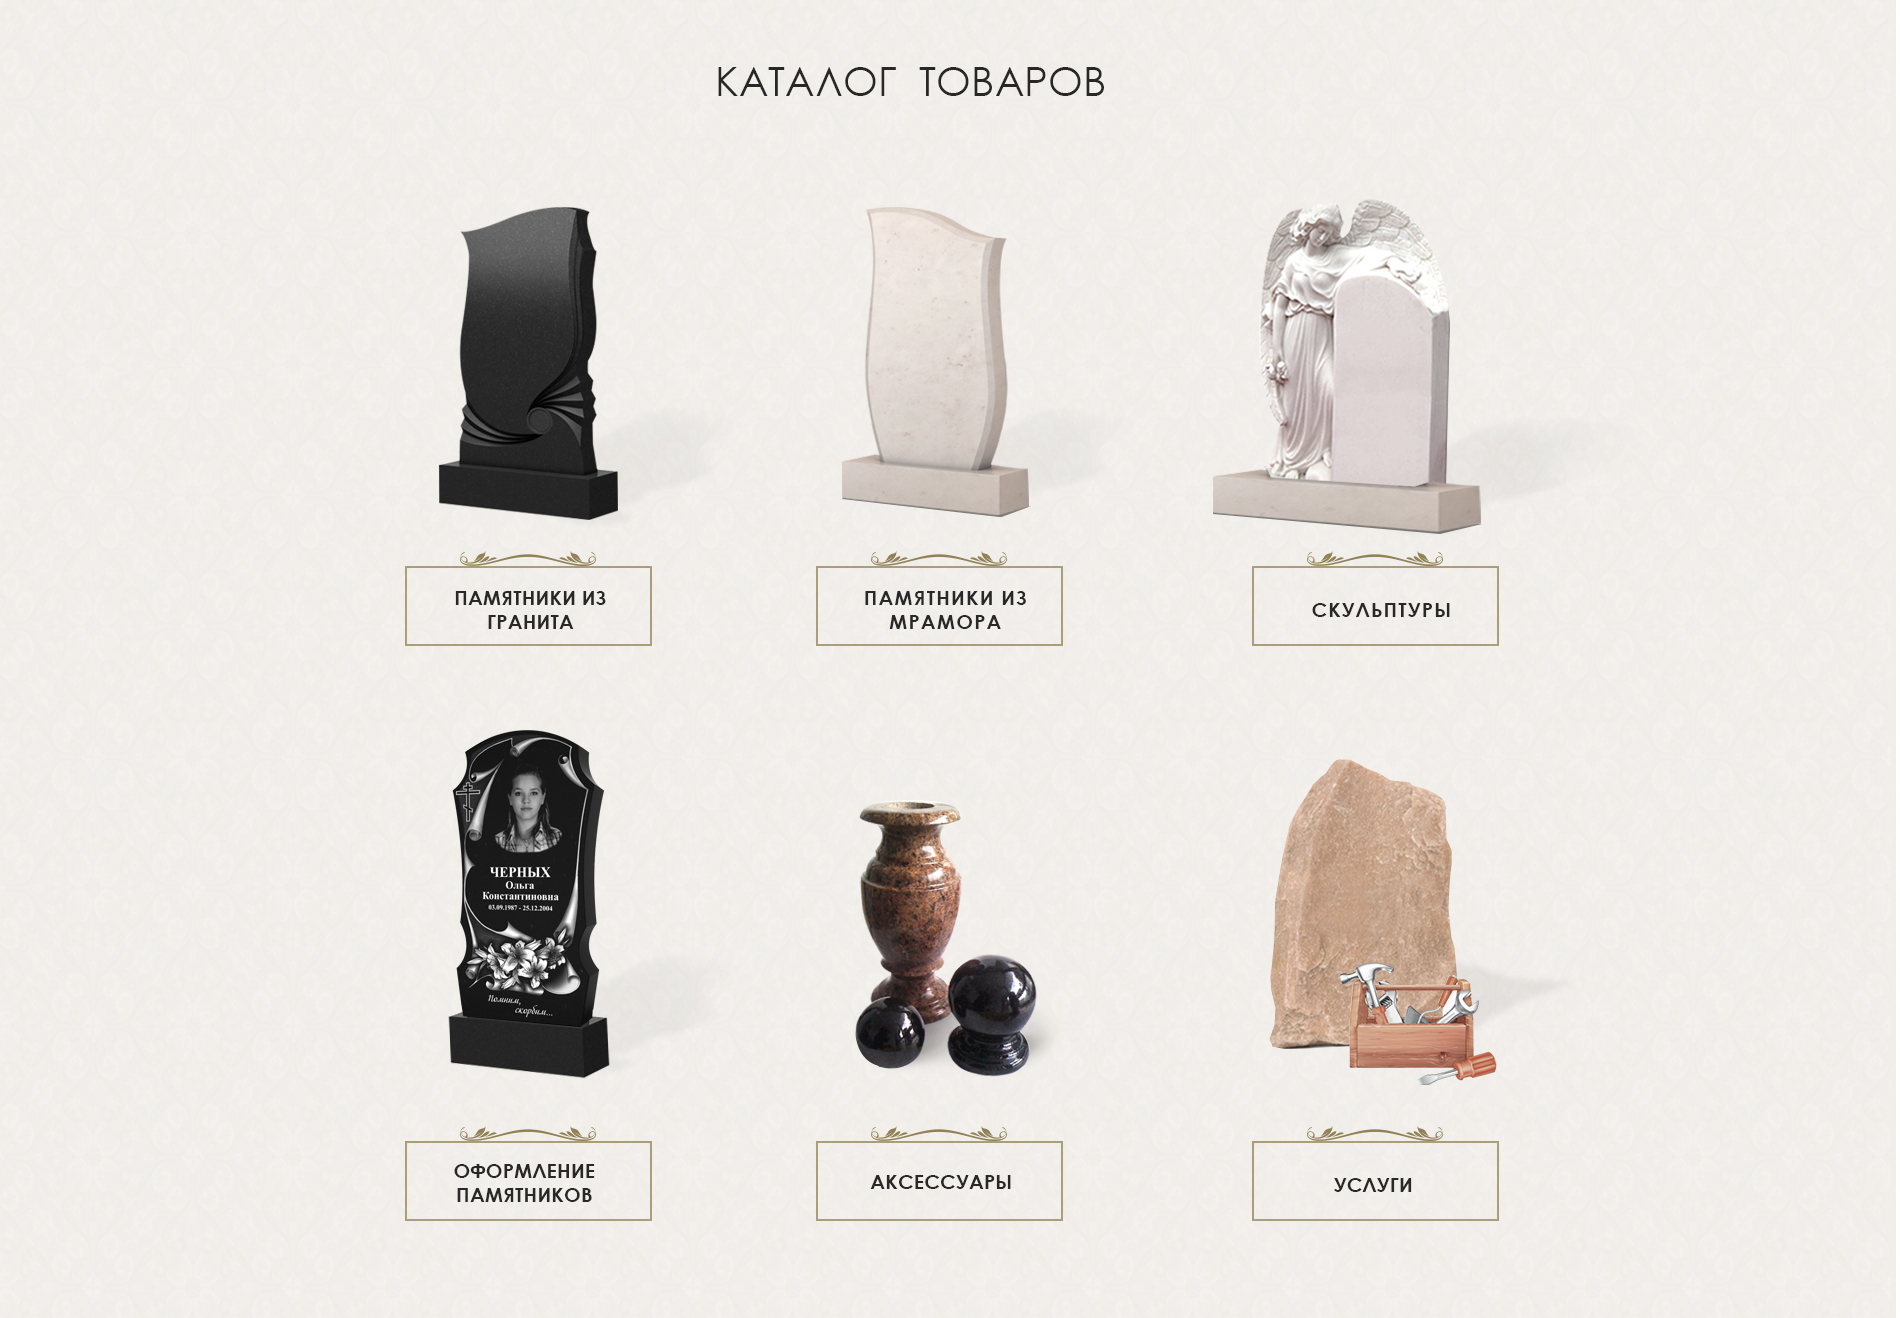 КАТАЛОГ ТОВАРОВ
ПАМЯТНИКИ ИЗ
ГРАНИТА
ПАМЯТНИКИ ИЗ
МРАМОРА
СКУЛЬПТУРЫ
ЧЕРНЫХ
Ольга
Константиновна
03.09.1987 - 25.12.2004
Помним,
скорбим...
ОФОРМЛЕНИЕ
ПАМЯТНИКОВ
АКСЕССУАРЫ
УСЛУГИ